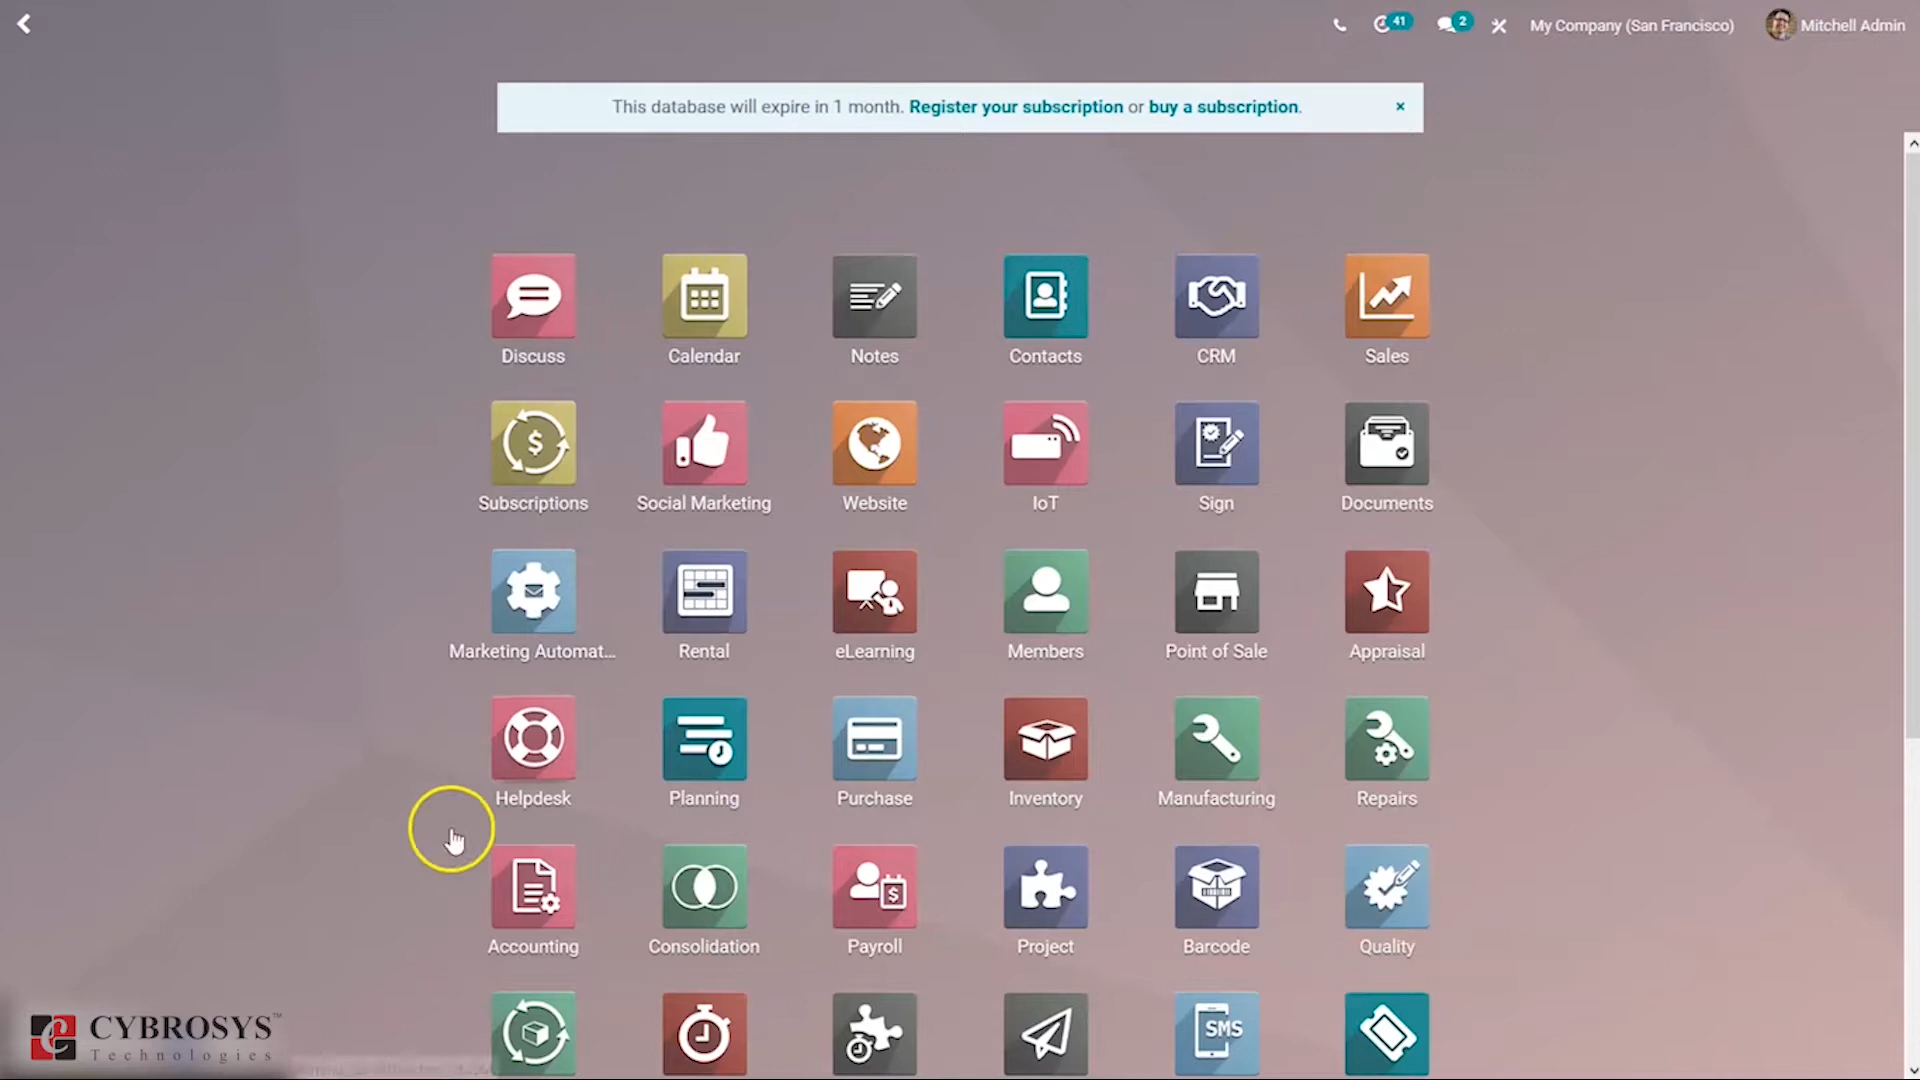 41
2
My Company (San Francisco)
Mitchell Admin
This database will expire in 1 month. Register your subscription or buy a subscription.
×
Discuss
Calendar
Notes
Contacts
CRM
Sales
Subscriptions
Social Marketing
Website
IoT
Sign
Documents
Marketing Automat...
Rental
eLearning
Members
Point of Sale
Appraisal
Helpdesk
Planning
Purchase
Inventory
Manufacturing
Repairs
Accounting
Consolidation
Payroll
Project
Barcode
Quality
SMS
CYBROSYS™
Technologies